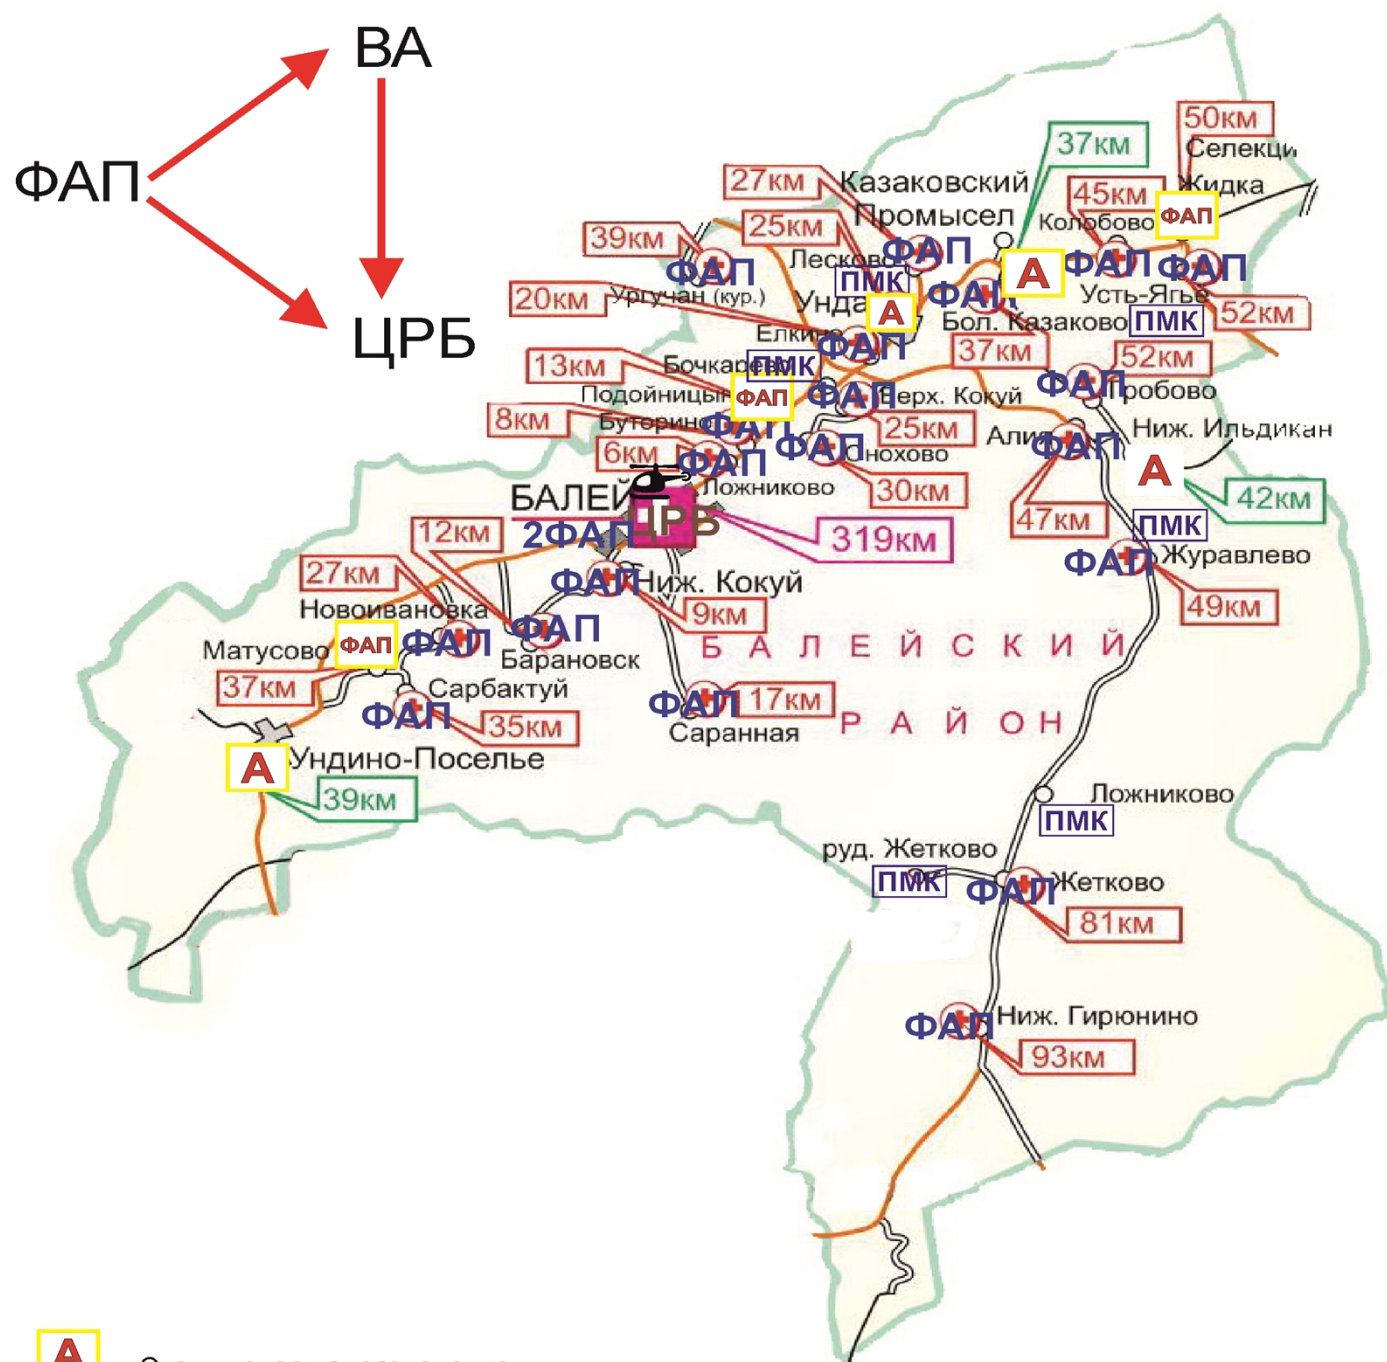 ВА
ФАП
ЦРБ
50км
Селекци
37км
27км
Казаковский
45км
Жидка
25км
Промысел
Колобово
ФАП
39км
ФАП
Лесково
А
ФАП
ФАП
ФАП
ПМК
20км
Ургучан (кур.)
Унда
А
ФАП
Усть-Ягье
52км
Бол. Казаково
ПМК
Елкино
ФАП
37км
52км
13км
Бочкарево
ПМК
ФАП
Гробово
Подойницыно
ФАП
ФАП
Верх. Кокуй
8км
Буторино
ФАП
25км
Алия
ФАП
Ниж. Ильдикан
6км
ФАП
ФАП
Онохово
А
Ложниково
30км
42км
БАЛЕЙ
ЦРБ
47км
ПМК
12км
2ФАП
319км
ФАП
Журавлево
27км
ФАП
Ниж. Кокуй
49км
Новоивановка
9км
Матусово
ФАП
ФАП
ФАП
БАЛЕЙСКИЙ
Барановск
37км
Сарбактуй
ФАП
17км
ФАП
35км
РАЙОН
Саранная
Ундино-Поселье
А
39км
Ложниково
ПМК
руд. Жетково
ПМК
ФАП
Жетково
81км
ФАП
Ниж. Гирюнино
93км
А